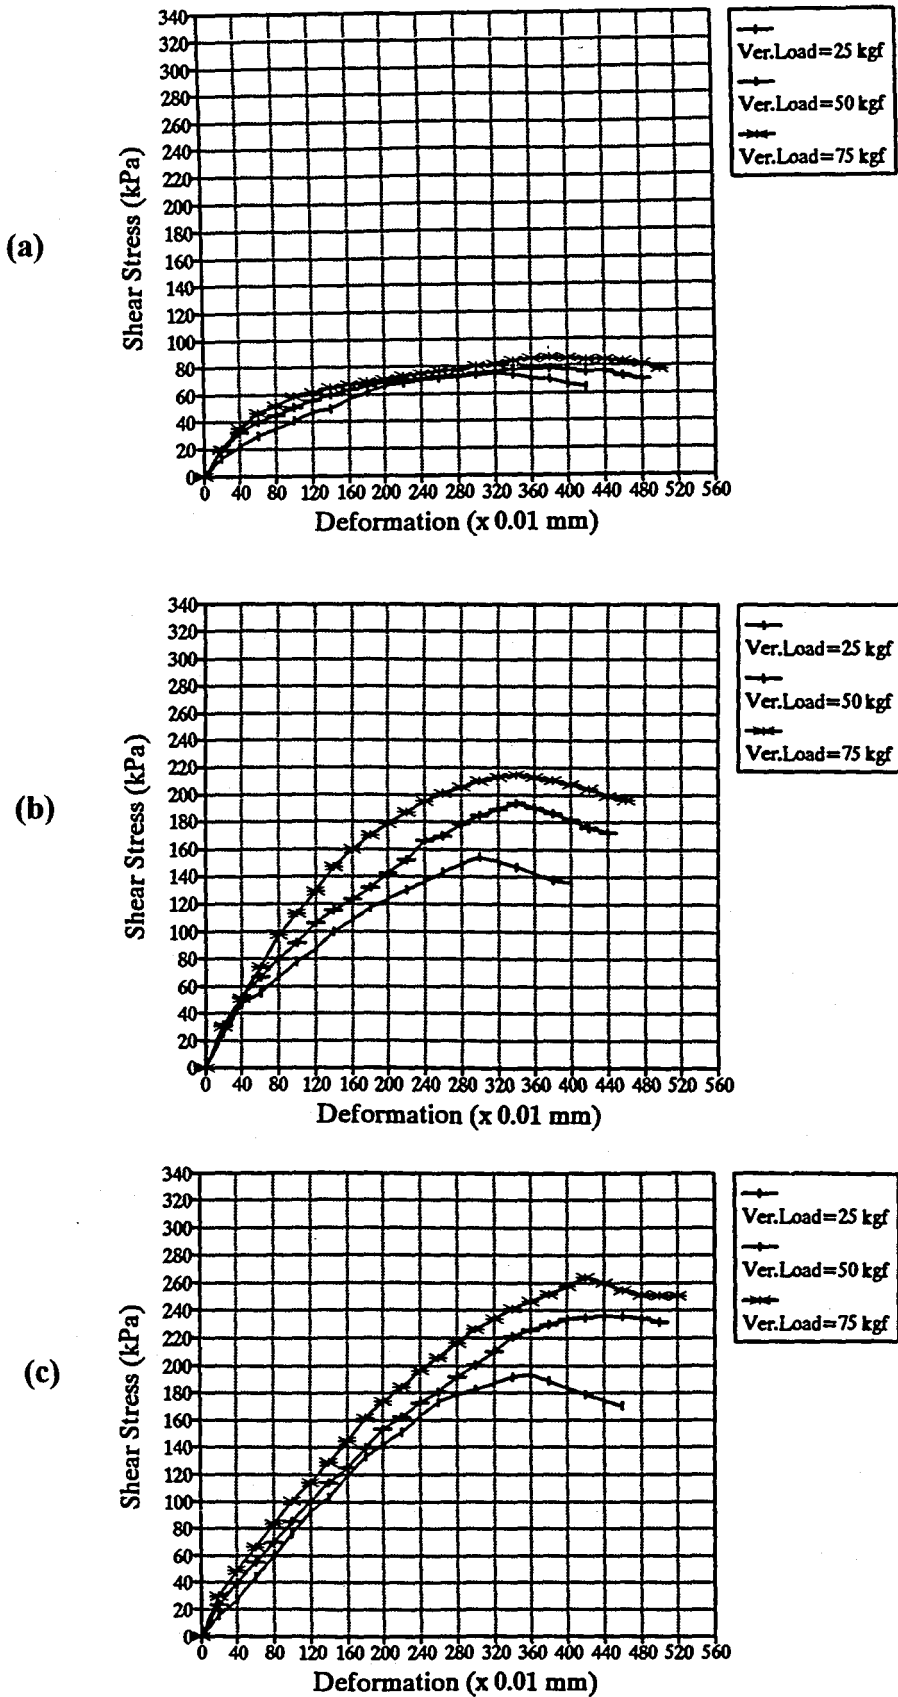 (a)
Shear Stress (kPa)
340
320
300
280
260
240
220
200
180
160
140
120
100
80
60
40
20
0
0 40 80 120 160 200 240 280 320 360 400 440 480 520 560
Deformation (x 0.01 mm)
Ver.Load=25 kgf
Ver.Load=50 kgf
Ver.Load=75 kgf
(b)
Shear Stress (kPa)
340
320
300
280
260
240
220
200
180
160
140
120
100
80
60
40
20
0
0 40 80 120 160 200 240 280 320 360 400 440 480 520 560
Deformation (x 0.01 mm)
Ver.Load=25 kgf
Ver.Load=50 kgf
Ver.Load=75 kgf
(c)
Shear Stress (kPa)
340
320
300
280
260
240
220
200
180
160
140
120
100
80
60
40
20
0
0 40 80 120 160 200 240 280 320 360 400 440 480 520 560
Deformation (x 0.01 mm)
Ver.Load=25 kgf
Ver.Load=50 kgf
Ver.Load=75 kgf